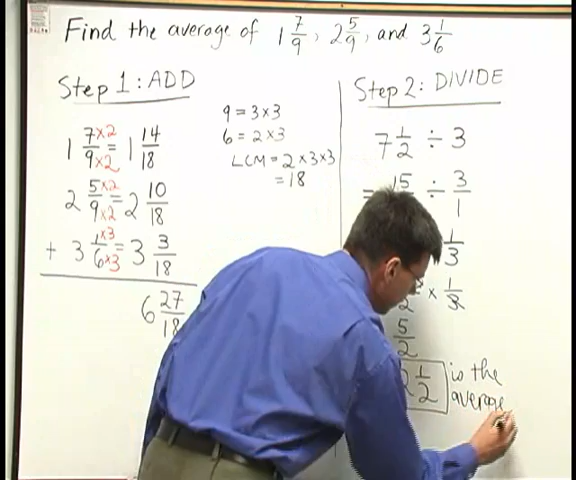 Find the average of 1 7/9, 2 5/9, and 3 1/6
Step 1: ADD
1 7/9 ×2/×2 = 1 14/18
2 5/9 ×2/×2 = 2 10/18
+ 3 1/6 ×3/×3 = 3 3/18
6 27/18
9 = 3×3
6 = 2×3
LCM = 2×3×3
= 18
Step 2: DIVIDE
7 1/2 ÷ 3
= 15 ÷ 3/1
1/3
2 × 1/3
5/2
2 1/2 is the
average